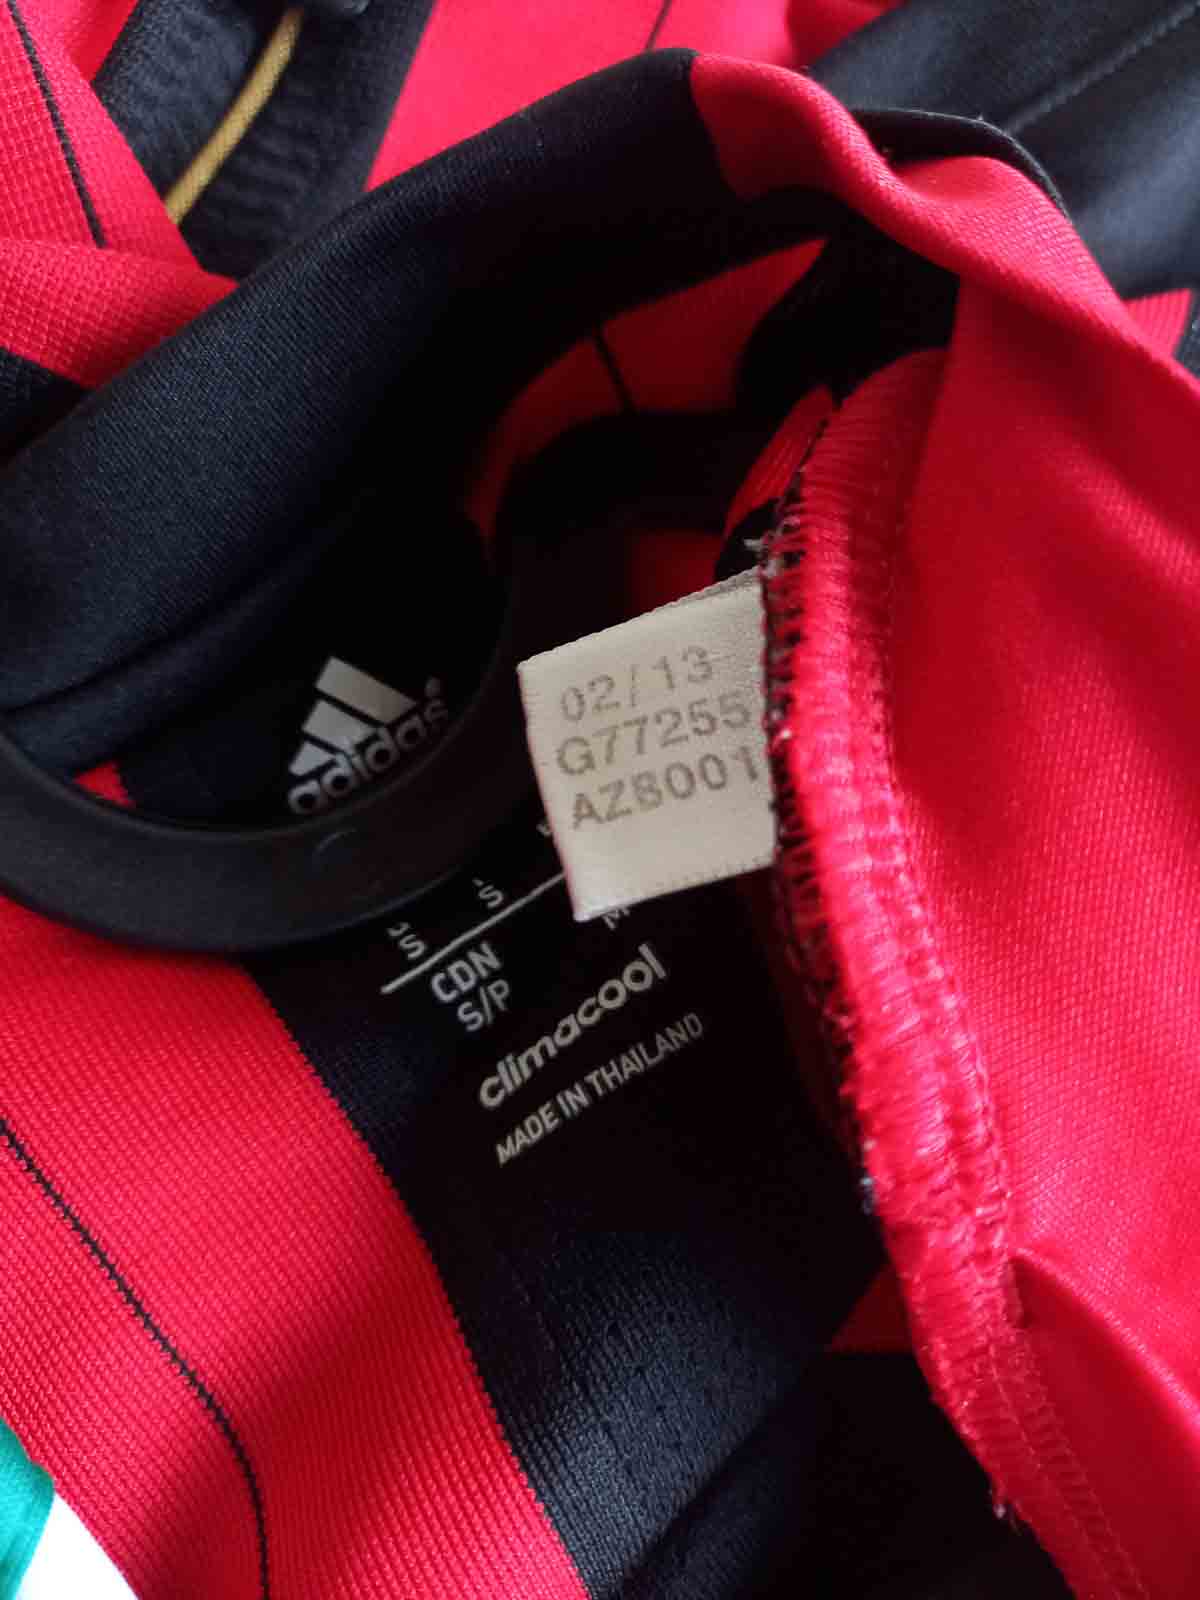 02/13
G77255
AZ8001
adidas
S
S
M
CDN
S/P
climacool
MADE IN THAILAND